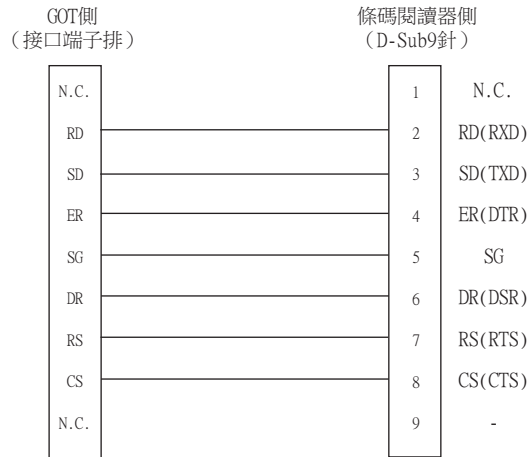 GOT側 條碼閱讀器側
（接口端子排） （D-Sub9針）
N.C. 1 N.C.
RD 2 RD(RXD)
SD 3 SD(TXD)
ER 4 ER(DTR)
SG 5 SG
DR 6 DR(DSR)
RS 7 RS(RTS)
CS 8 CS(CTS)
N.C. 9 -